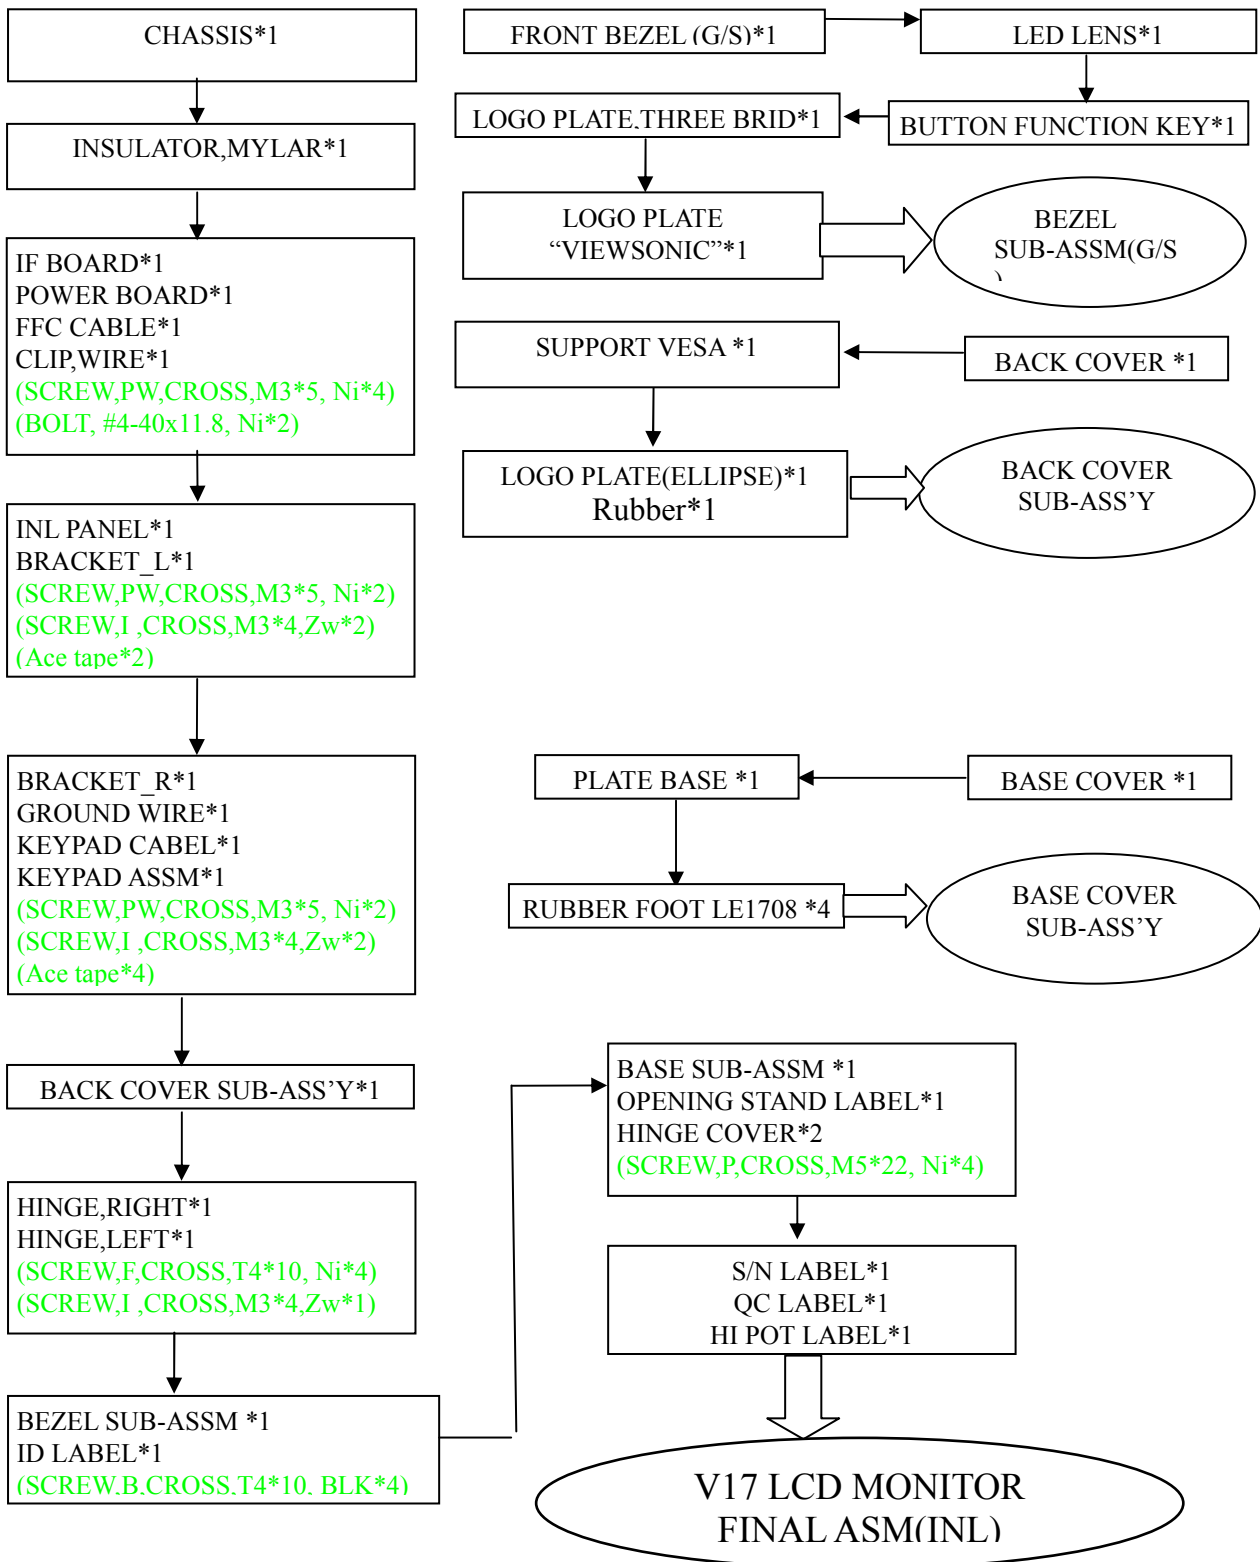 CHASSIS*1
INSULATOR,MYLAR*1
IF BOARD*1
POWER BOARD*1
FFC CABLE*1
CLIP,WIRE*1
(SCREW,PW,CROSS,M3*5, Ni*4)
(BOLT, #4-40x11.8, Ni*2)
INL PANEL*1
BRACKET_L*1
(SCREW,PW,CROSS,M3*5, Ni*2)
(SCREW,I ,CROSS,M3*4,Zw*2)
(Ace tape*2)
BRACKET_R*1
GROUND WIRE*1
KEYPAD CABEL*1
KEYPAD ASSM*1
(SCREW,PW,CROSS,M3*5, Ni*2)
(SCREW,I ,CROSS,M3*4,Zw*2)
(Ace tape*4)
BACK COVER SUB-ASS’Y*1
HINGE,RIGHT*1
HINGE,LEFT*1
(SCREW,F,CROSS,T4*10, Ni*4)
(SCREW,I ,CROSS,M3*4,Zw*1)
BEZEL SUB-ASSM *1
ID LABEL*1
(SCREW,B,CROSS,T4*10, BLK*4)
FRONT BEZEL (G/S)*1
LED LENS*1
LOGO PLATE,THREE BRID*1
BUTTON FUNCTION KEY*1
LOGO PLATE
“VIEWSONIC”*1
BEZEL
SUB-ASSM(G/S
)
SUPPORT VESA *1
BACK COVER *1
LOGO PLATE(ELLIPSE)*1
Rubber*1
BACK COVER
SUB-ASS’Y
PLATE BASE *1
BASE COVER *1
RUBBER FOOT LE1708 *4
BASE COVER
SUB-ASS’Y
BASE SUB-ASSM *1
OPENING STAND LABEL*1
HINGE COVER*2
(SCREW,P,CROSS,M5*22, Ni*4)
S/N LABEL*1
QC LABEL*1
HI POT LABEL*1
V17 LCD MONITOR
FINAL ASM(INL)